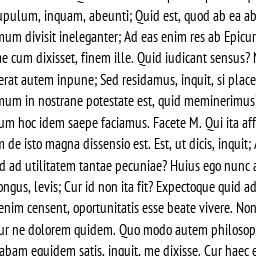 upulum, inquam, abeunti; Quid est, quod ab ea ab
mum divisit ineleganter; Ad eas enim res ab Epicur
ne cum dixisset, finem ille. Quid iudicant sensus?
erat autem inpune; Sed residamus, inquit, si place
mum in nostrane potestate est, quid meminerimus
um hoc idem saepe faciamus. Facete M. Qui ita aff
m de isto magna dissensio est. Est, ut dicis, inquit;
d ad utilitatem tantae pecuniae? Huius ego nunc a
ongus, levis; Cur id non ita fit? Expectoque quid ad
enim censent, oportunitatis esse beate vivere. Non
ur ne dolorem quidem. Quo modo autem philosop
abam equidem satis, inquit, me dixisse. Cur haec e